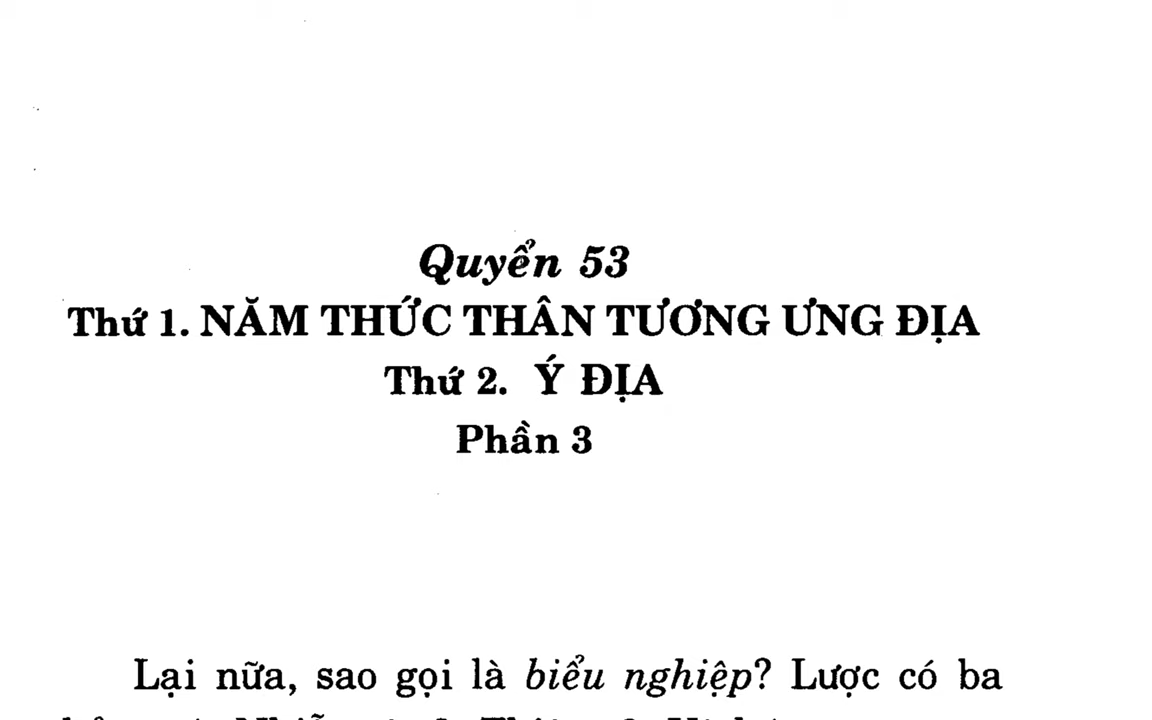 Quyển 53
Thứ 1. NĂM THỨC THÂN TƯƠNG ƯNG ĐỊA
Thứ 2. Ý ĐỊA
Phần 3
Lại nữa, sao gọi là biểu nghiệp? Lược có ba